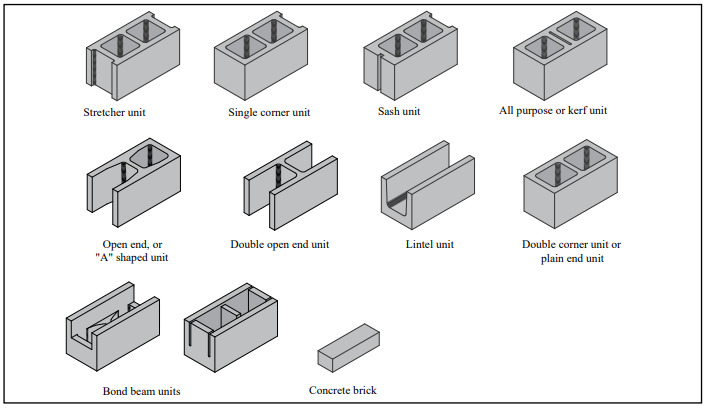 Stretcher unit
Single corner unit
Sash unit
All purpose or kerf unit
Open end, or
"A" shaped unit
Double open end unit
Lintel unit
Double corner unit or
plain end unit
Bond beam units
Concrete brick